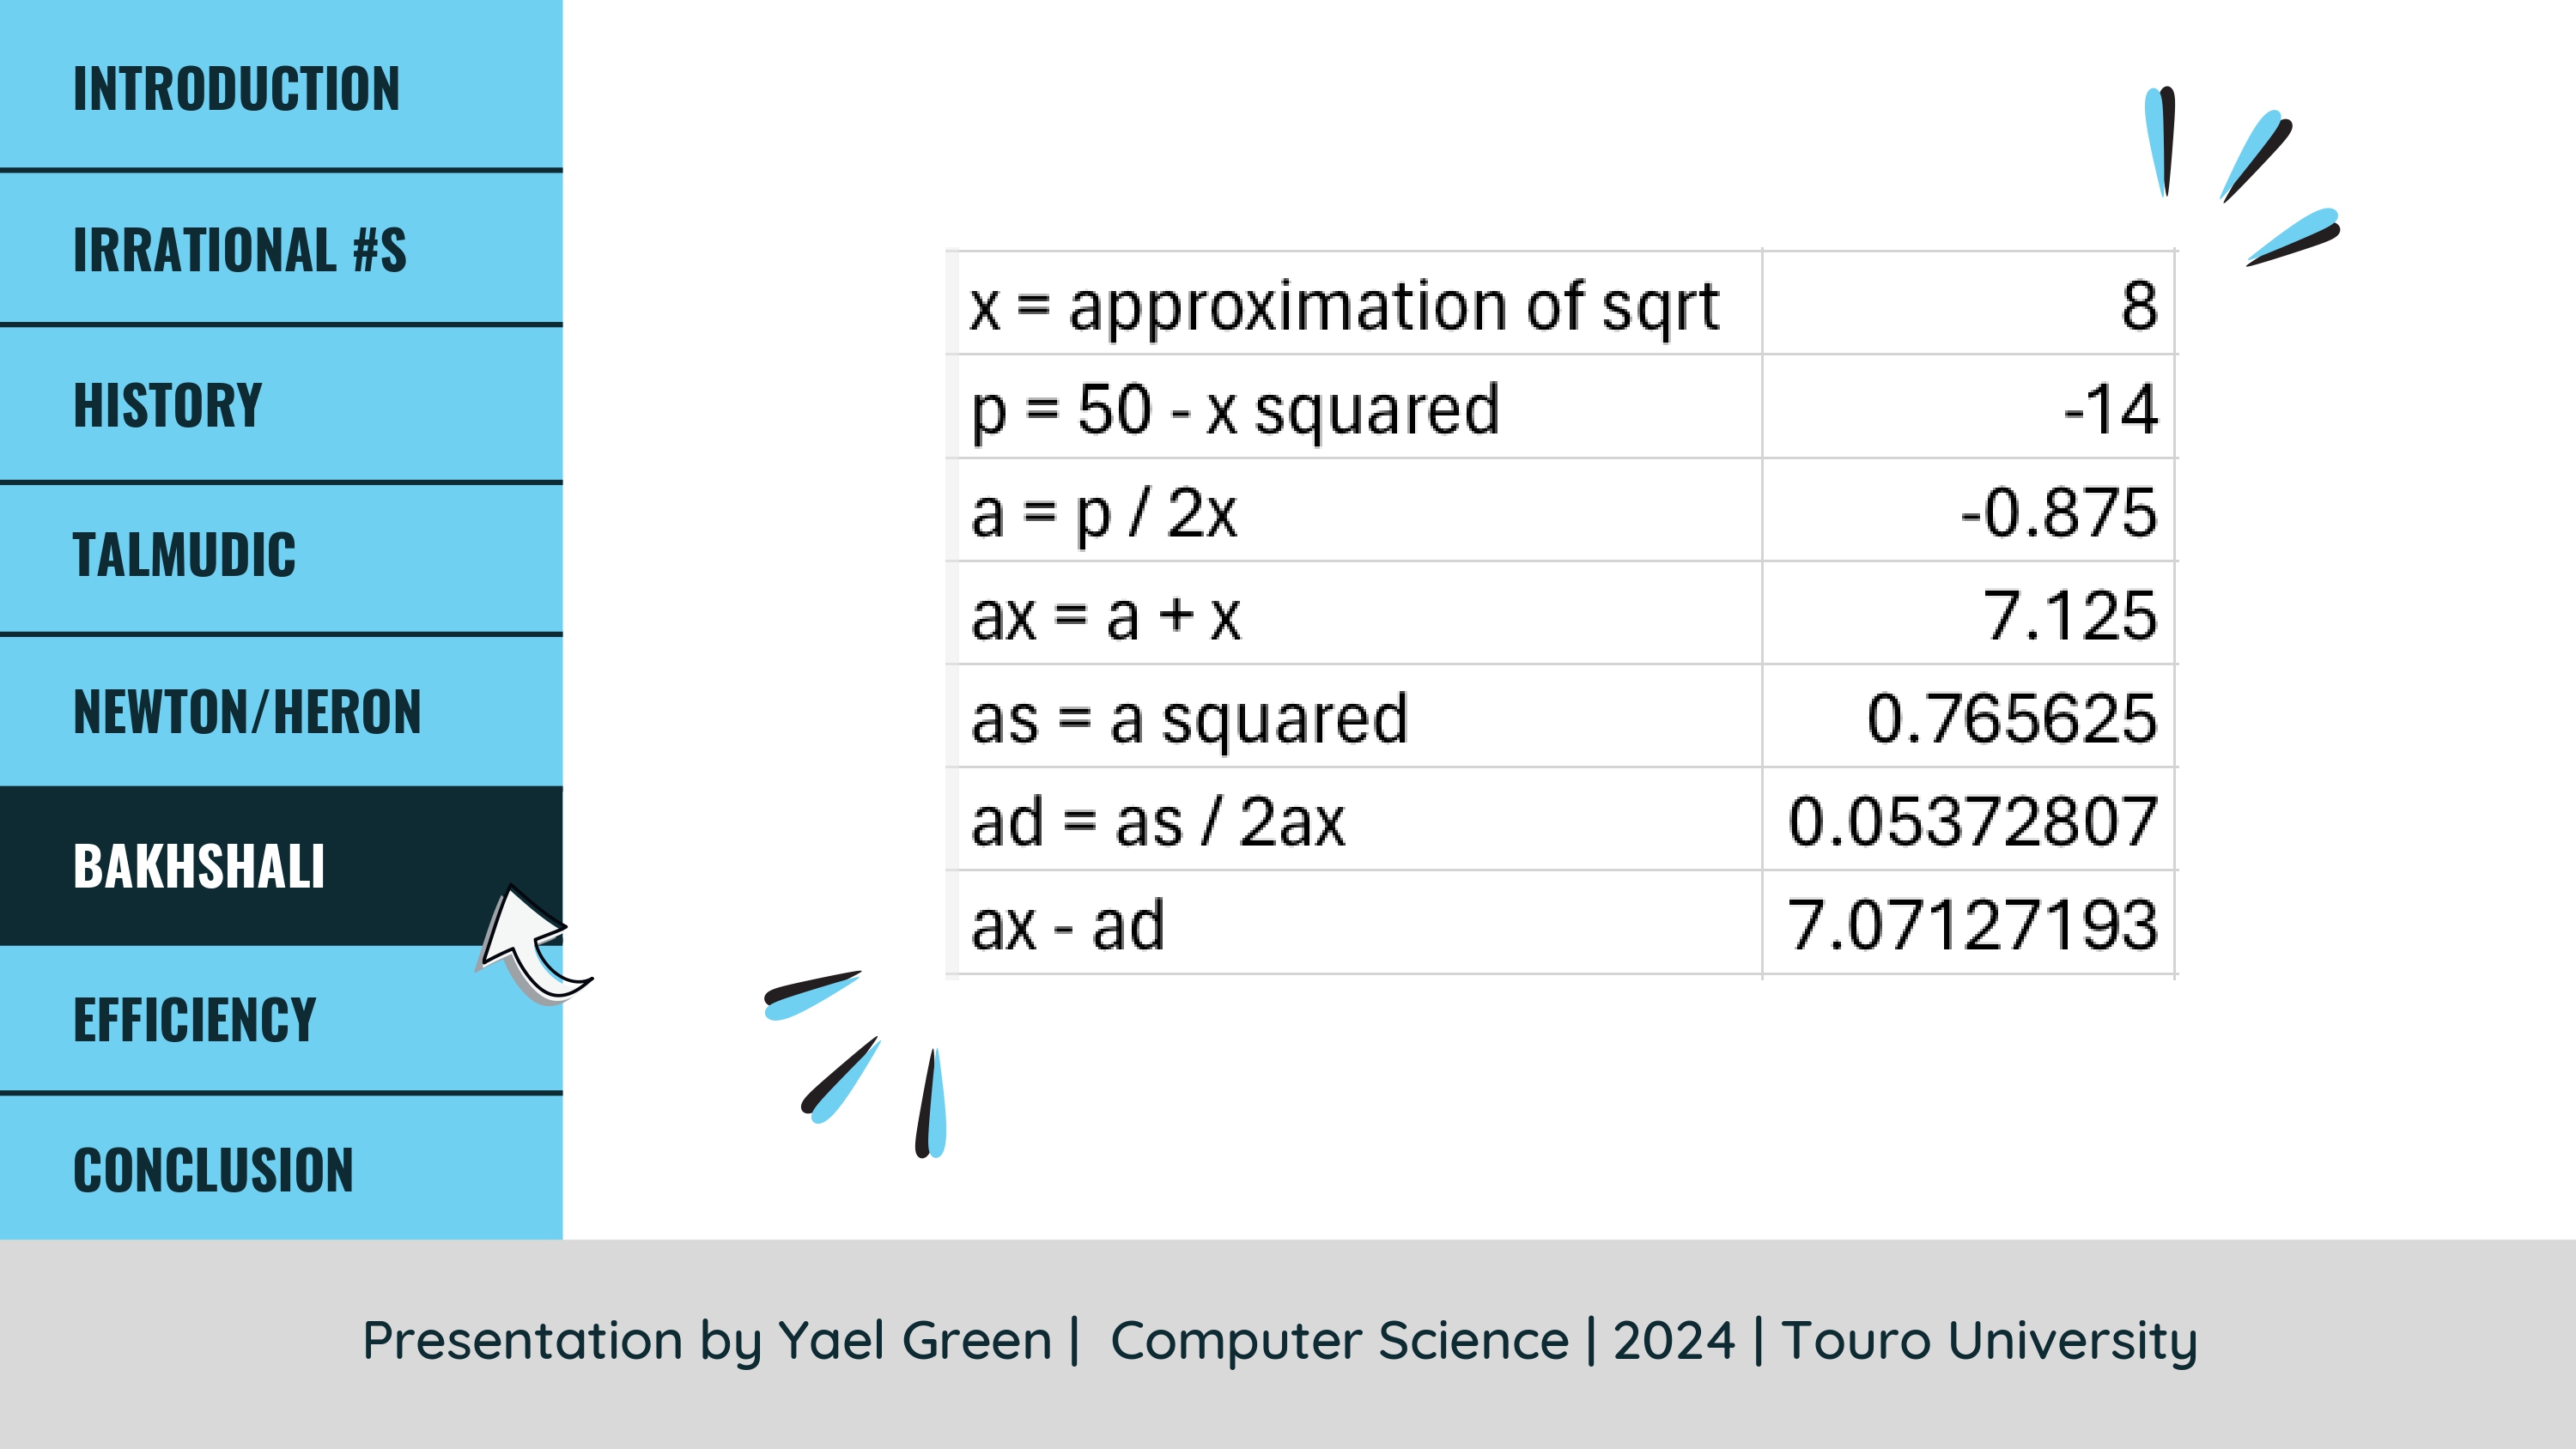 INTRODUCTION
IRRATIONAL #S
HISTORY
TALMUDIC
NEWTON/HERON
BAKHSHALI
EFFICIENCY
CONCLUSION
x = approximation of sqrt 8
p = 50 - x squared -14
a = p / 2x -0.875
ax = a + x 7.125
as = a squared 0.765625
ad = as / 2ax 0.05372807
ax - ad 7.07127193
Presentation by Yael Green | Computer Science | 2024 | Touro University